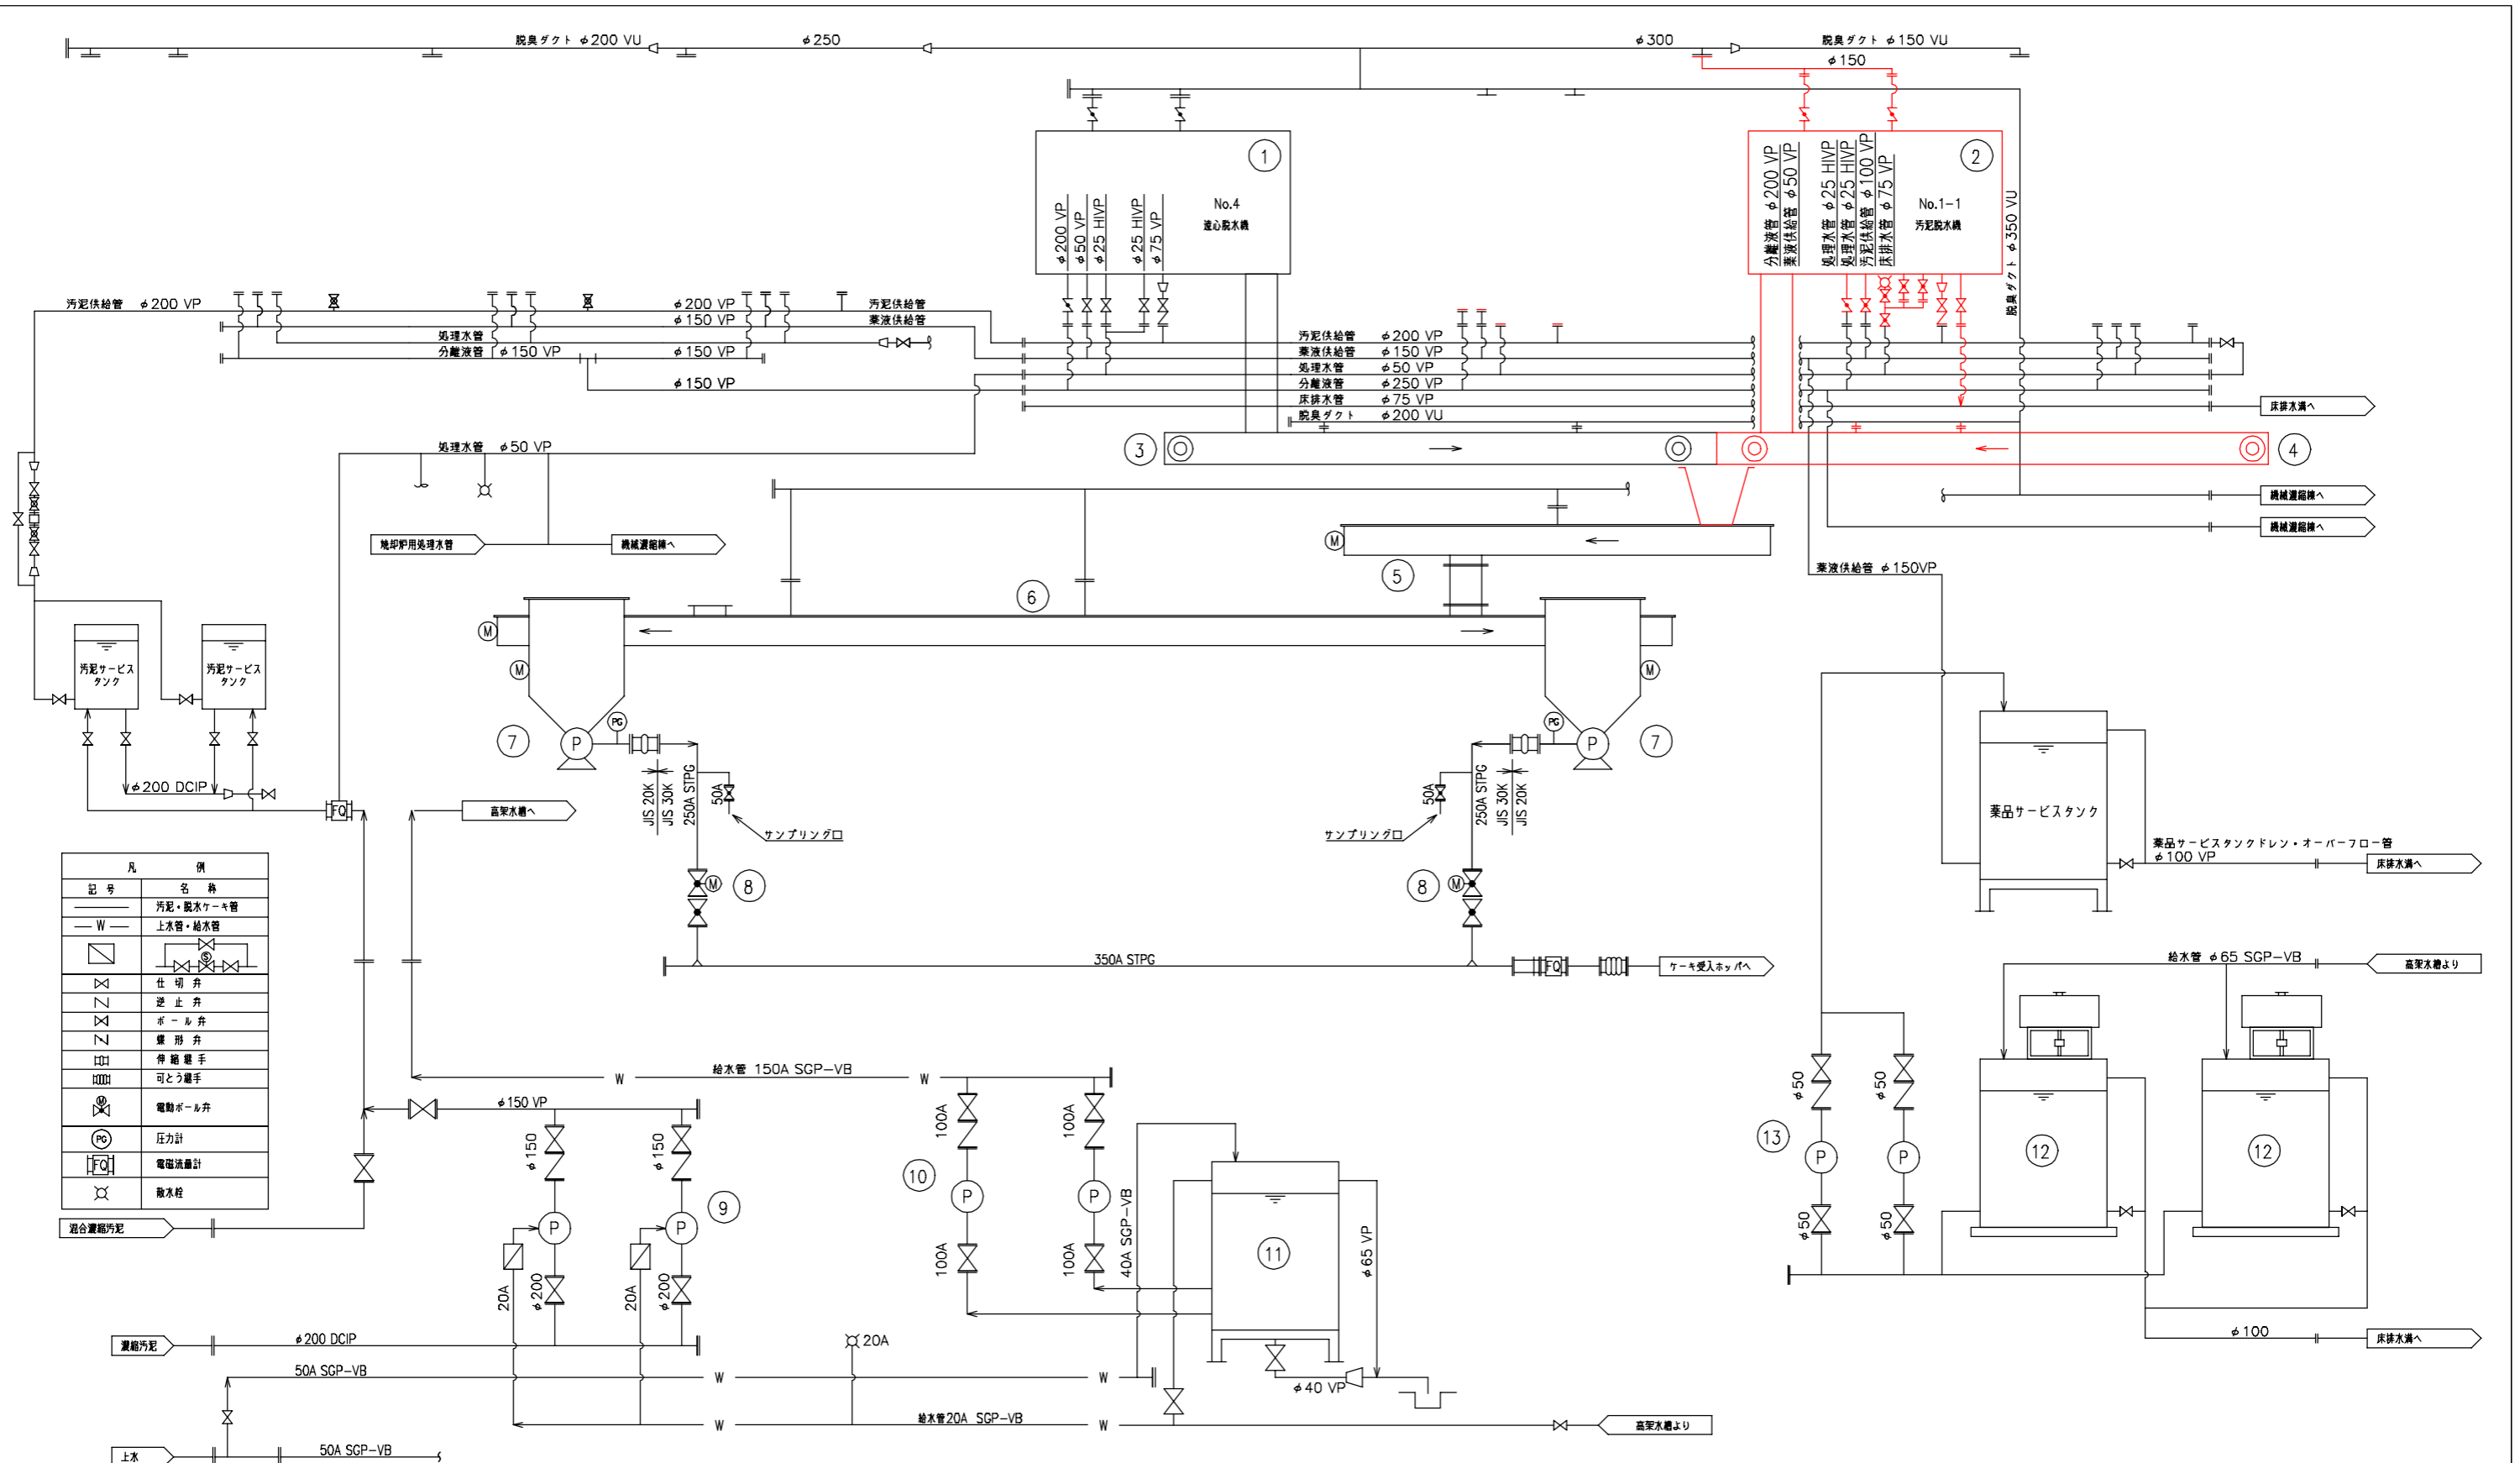 脱臭ダクト φ200 VU
φ250
φ300
脱臭ダクト φ150 VU
φ150
①
No.4
遠心脱水機
φ200 VP
φ50 VP
φ25 HIVP
φ25 HIVP
φ75 VP
②
No.1-1
汚泥脱水機
分離液管 φ200 VP
薬液供給管 φ50 VP
処理水管 φ25 HIVP
処理水管 φ25 HIVP
汚泥供給管 φ100 VP
床排水管 φ75 VP
脱臭ダクト φ350 VU
汚泥供給管 φ200 VP
φ200 VP
汚泥供給管
φ150 VP
薬液供給管
処理水管
分離液管 φ150 VP
φ150 VP
φ150 VP
汚泥供給管 φ200 VP
薬液供給管 φ150 VP
処理水管 φ50 VP
分離液管 φ250 VP
床排水管 φ75 VP
脱臭ダクト φ200 VU
床排水溝へ
処理水管 φ50 VP
③
④
機械濃縮棟へ
機械濃縮棟へ
焼却炉用処理水管
機械濃縮棟へ
M
⑤
⑥
薬液供給管 φ150VP
M
M
M
汚泥サービス
タンク
汚泥サービス
タンク
⑦
P
PG
PG
P
⑦
φ200 DCIP
FQ
高架水槽へ
JIS 20K
JIS 30K
250A STPG
50A
サンプリング口
50A
250A STPG
JIS 30K
JIS 20K
サンプリング口
薬品サービスタンク
薬品サービスタンクドレン・オーバーフロー管
φ100 VP
床排水溝へ
M
⑧
⑧
M
凡 例
記 号 名 称
汚泥・脱水ケーキ管
W 上水管・給水管
S
仕 切 弁
逆 止 弁
ボ ー ル 弁
蝶 形 弁
伸 縮 継 手
可とう継手
M 電動ボール弁
PG 圧力計
FQ 電磁流量計
散水栓
350A STPG
FQ
ケーキ受入ホッパへ
給水管 φ65 SGP-VB
高架水槽より
W
給水管 150A SGP-VB
W
φ150 VP
φ150
φ150
100A
100A
⑩
P
P
40A SGP-VB
φ65 VP
⑪
100A
100A
⑨
P
P
20A
φ200
20A
φ200
混合濃縮汚泥
φ50
φ50
⑬
P
P
φ50
φ50
⑫
⑫
濃縮汚泥
φ200 DCIP
20A
φ100
床排水溝へ
50A SGP-VB
W
W
φ40 VP
W
給水管20A SGP-VB
W
高架水槽より
上水
50A SGP-VB